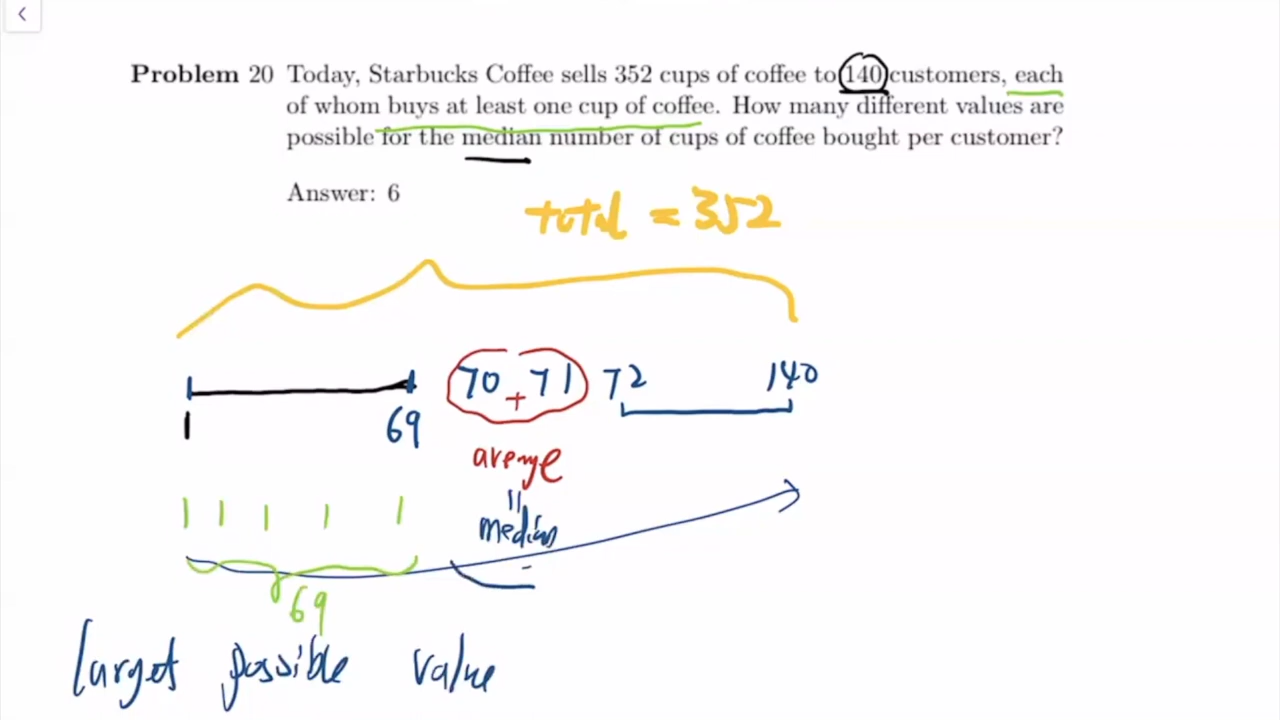 Problem 20 Today, Starbucks Coffee sells 352 cups of coffee to 140 customers, each
of whom buys at least one cup of coffee. How many different values are
possible for the median number of cups of coffee bought per customer?
Answer: 6
total = 352
70 + 71 72 140
1 69
average
1 1 1 1 1
||
median
69
larget possible value